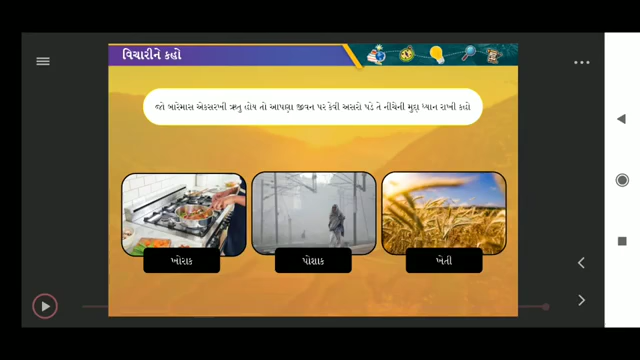 વિચારીને કહો
જો બારેમાસ એકસરખી ઋતુ હોય તો આપણા જીવન પર કેવી અસરો પડે તે નીચેની મુદ્દા ધ્યાન રાખી કહો
ખોરાક
પોશાક
ખેતી